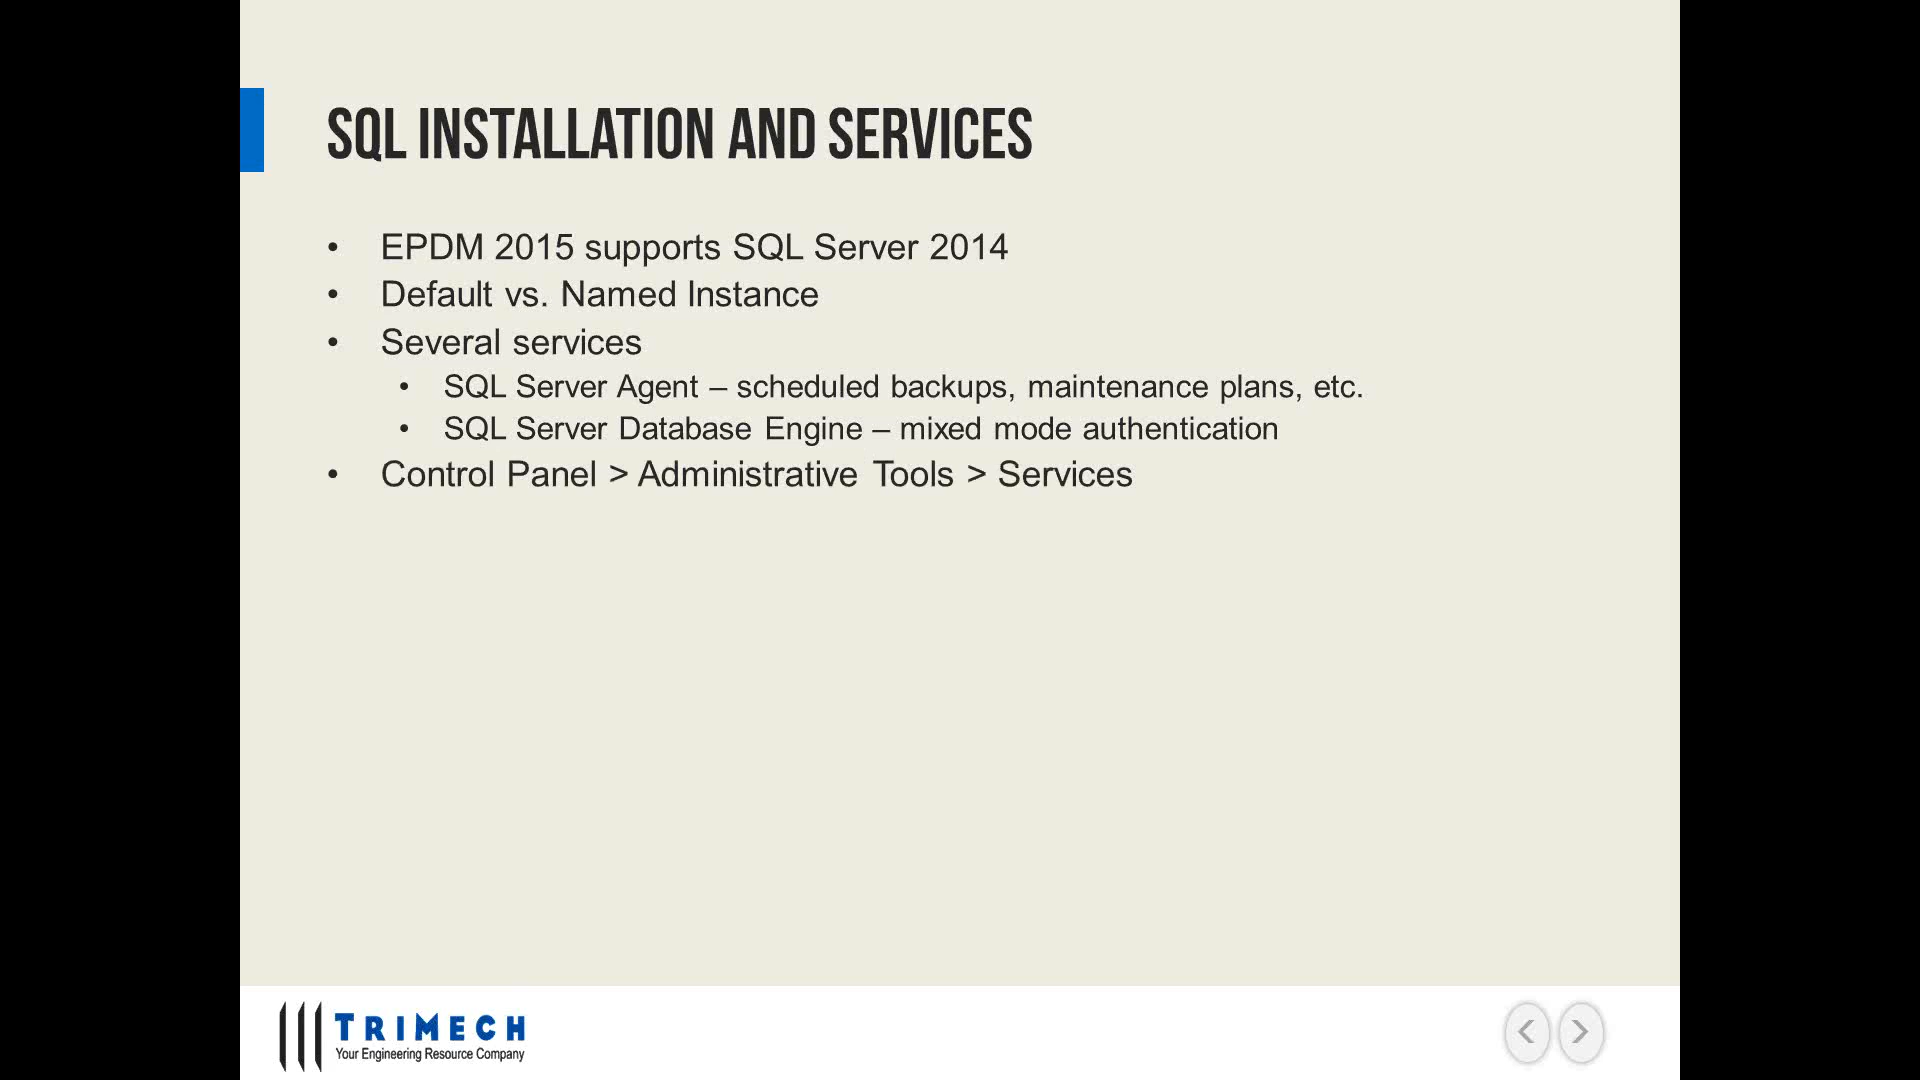 SQL INSTALLATION AND SERVICES
• EPDM 2015 supports SQL Server 2014
• Default vs. Named Instance
• Several services
• SQL Server Agent – scheduled backups, maintenance plans, etc.
• SQL Server Database Engine – mixed mode authentication
• Control Panel > Administrative Tools > Services
TRIMECH
Your Engineering Resource Company